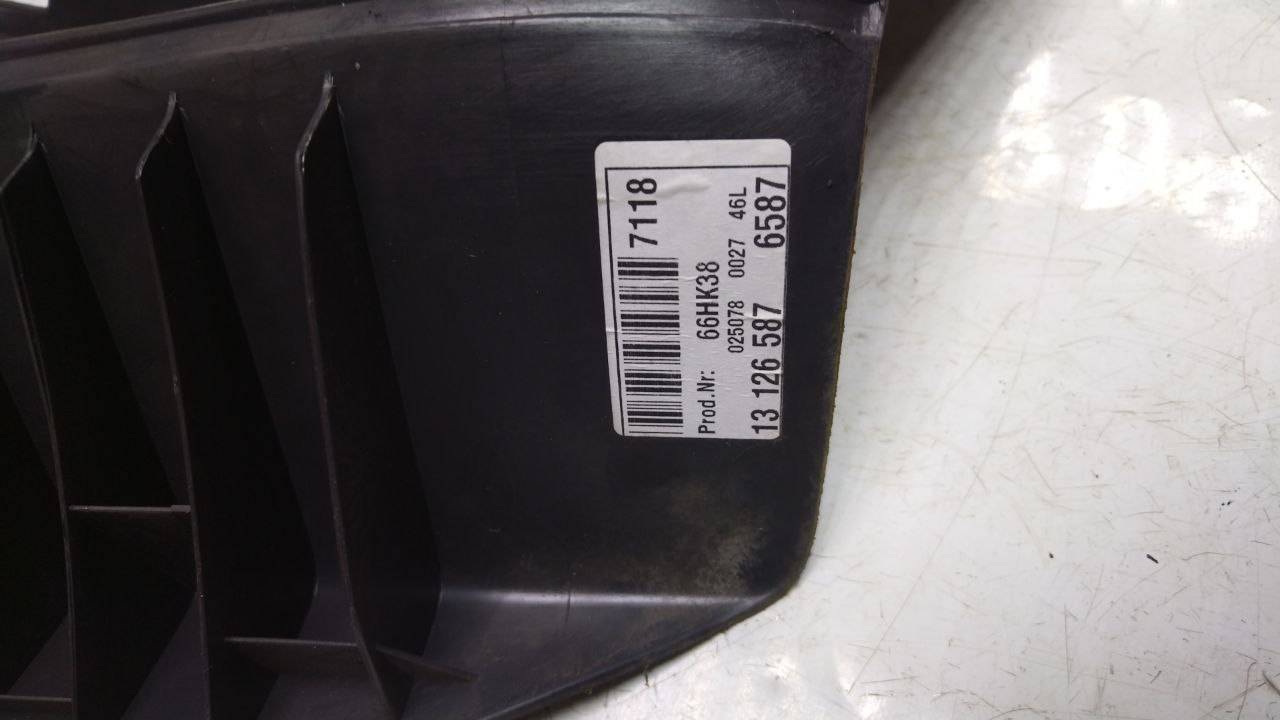 7118
Prod.Nr: 66HK38
025078 0027 46L
13 126 587 6587